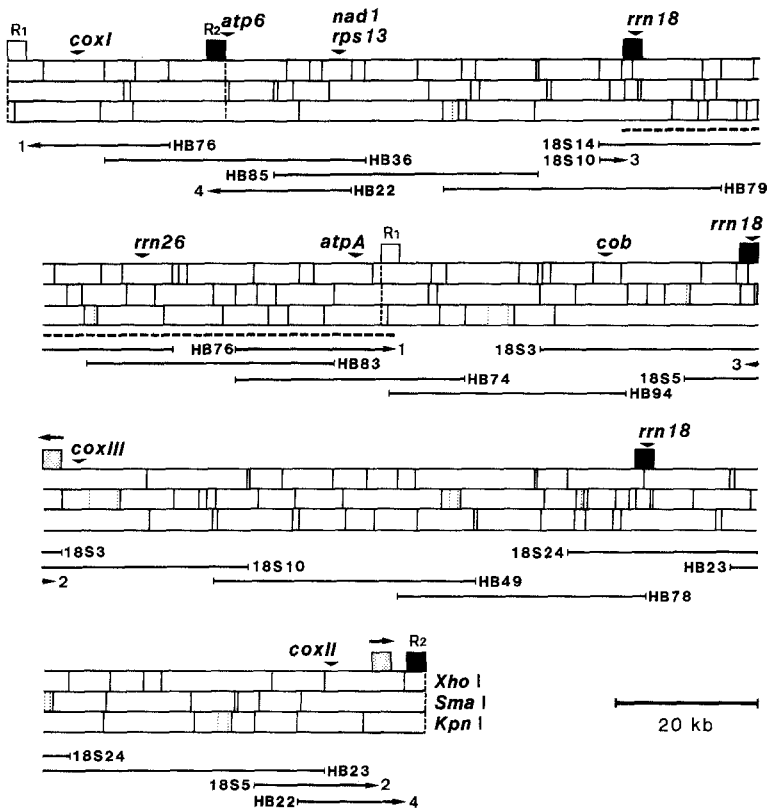 nad1
R1 coxI R2 atp6 rps13 rrn18
1 HB76 18S14
HB36 18S10 3
HB85
4 HB22 HB79
rrn18
rrn26 atpA R1 cob
HB76 1 18S3
HB83 3
HB74 18S5
HB94
coxIII rrn18
18S3 18S24
18S10 HB23
2 HB49
HB78
coxII R2
Xho I
Sma I
Kpn I
20 kb
18S24
HB23
18S5 2
HB22 4